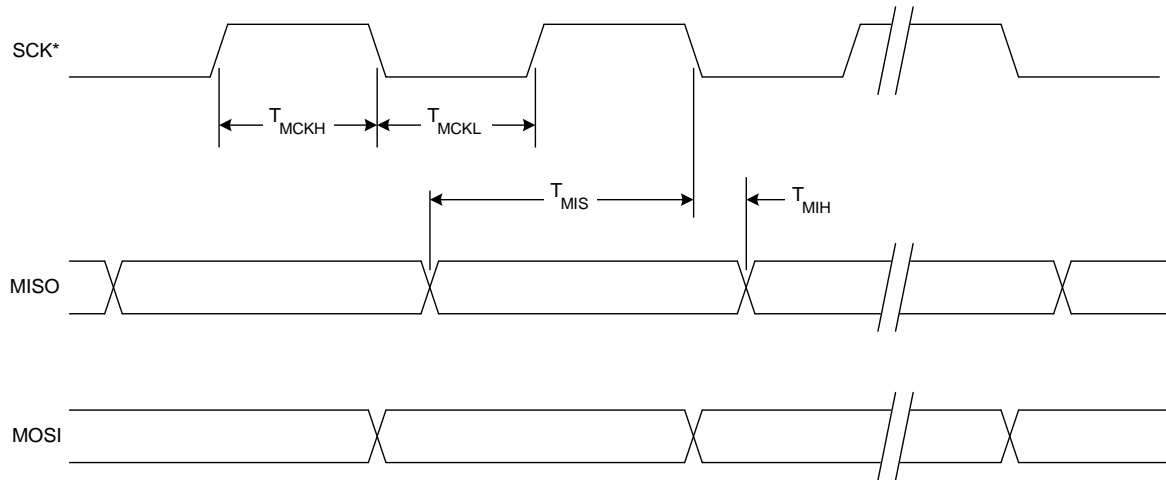 SCK*
T_MCKH
T_MCKL
T_MIS
T_MIH
MISO
MOSI